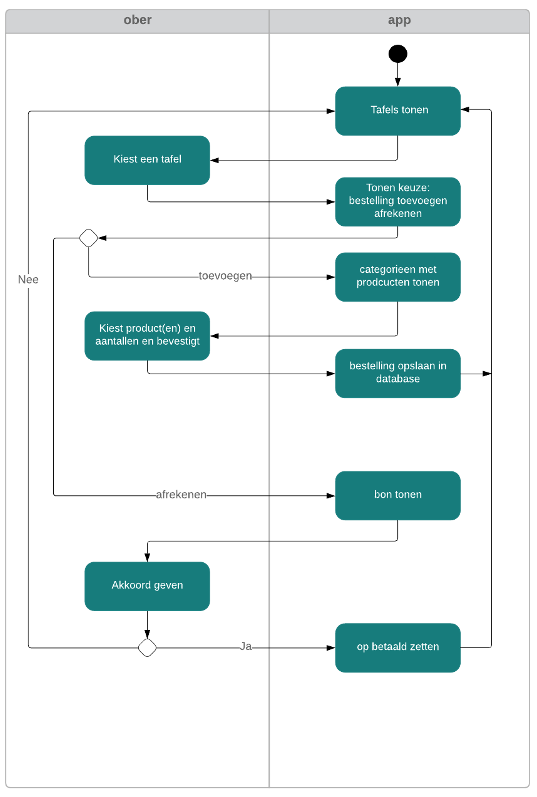 ober
app
Tafels tonen
Kiest een tafel
Tonen keuze:
bestelling toevoegen
afrekenen
toevoegen
categorieen met
prodcucten tonen
Nee
Kiest product(en) en
aantallen en bevestigt
bestelling opslaan in
database
afrekenen
bon tonen
Akkoord geven
Ja
op betaald zetten